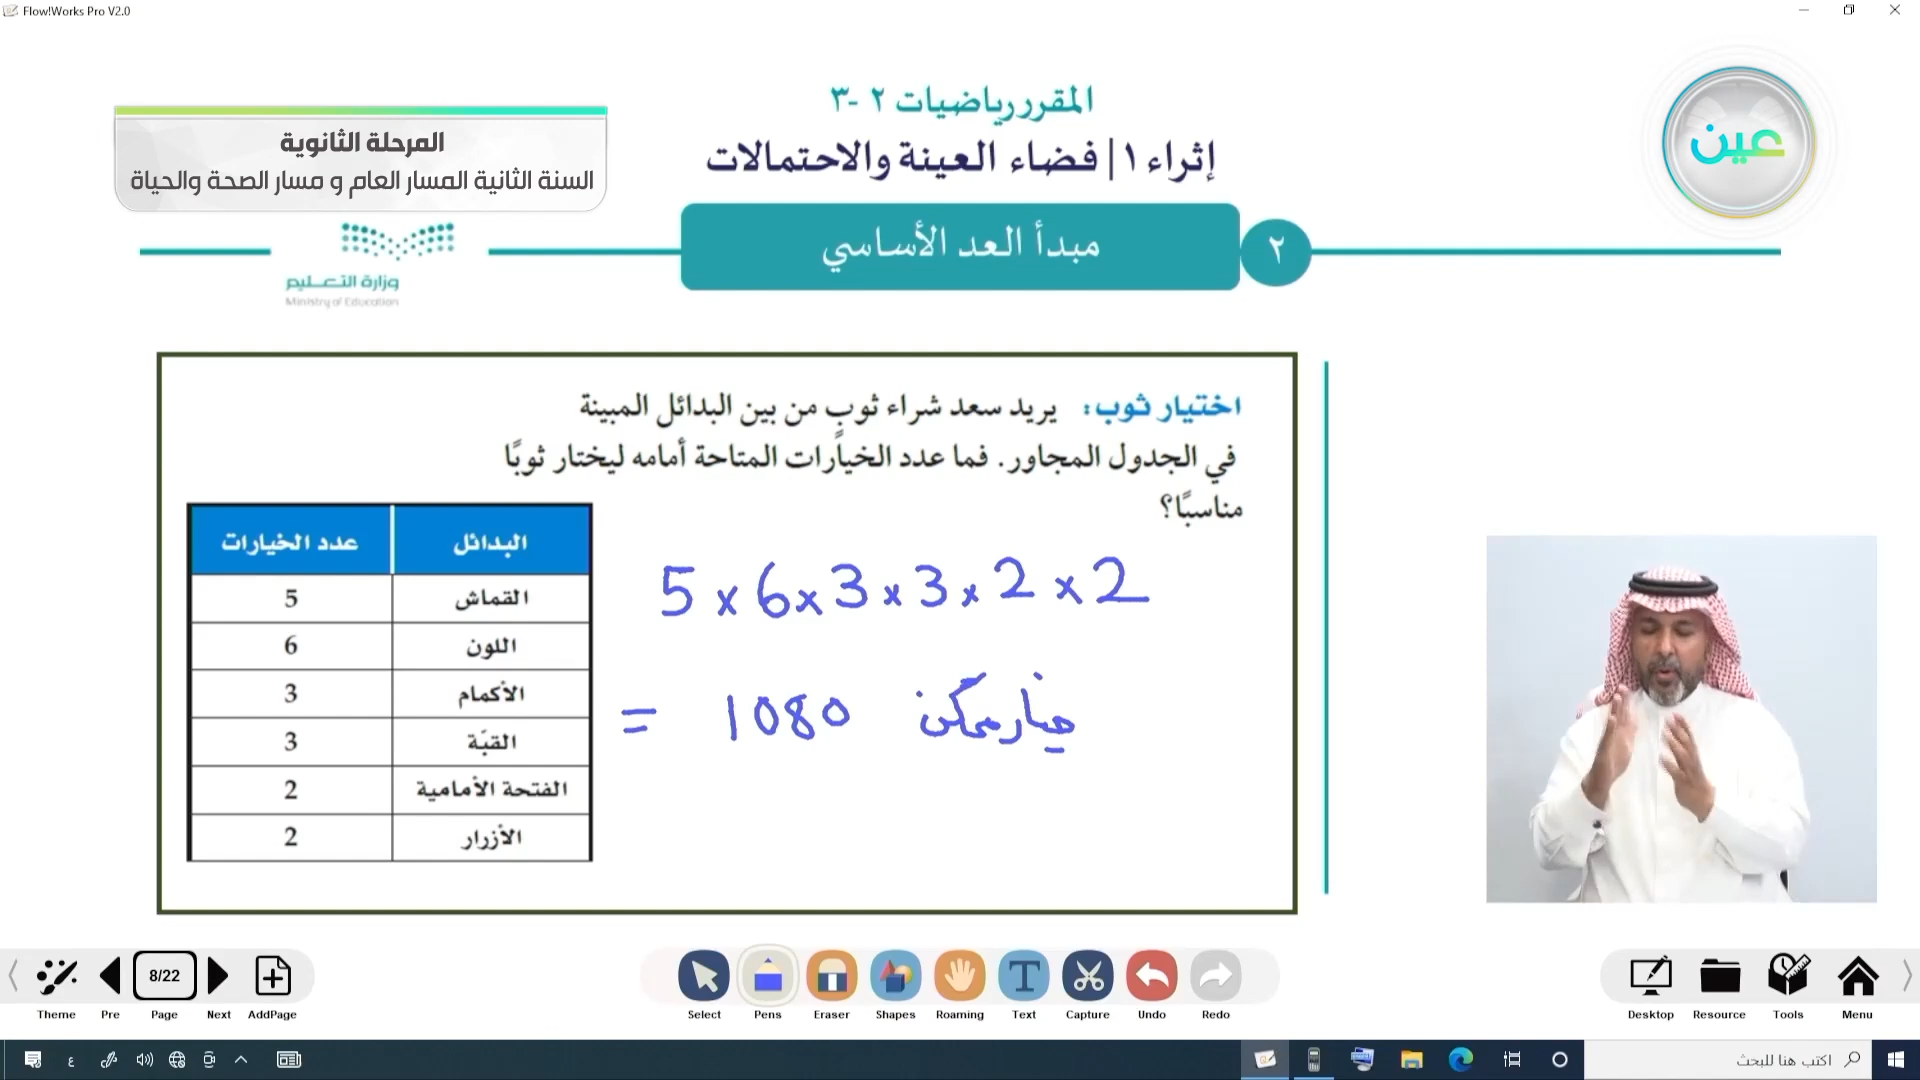 Flow!Works Pro V2.0
المقرر رياضيات ٢ -٣
إثراء ١ | فضاء العينة والاحتمالات
المرحلة الثانوية
السنة الثانية المسار العام و مسار الصحة والحياة
عين
٢
مبدأ العد الأساسي
وزارة التعليم
Ministry of Education
اختيار ثوب: يريد سعد شراء ثوبٍ من بين البدائل المبينة
في الجدول المجاور. فما عدد الخيارات المتاحة أمامه ليختار ثوبًا
مناسبًا؟
البدائل عدد الخيارات
القماش 5
اللون 6
الأكمام 3
القبّة 3
الفتحة الأمامية 2
الأزرار 2
5 × 6 × 3 × 3 × 2 × 2
= 1080 خيار ممكن
8/22
Theme Pre Page Next AddPage
Select Pens Eraser Shapes Roaming Text Capture Undo Redo
Desktop Resource Tools Menu
ع
اكتب هنا للبحث